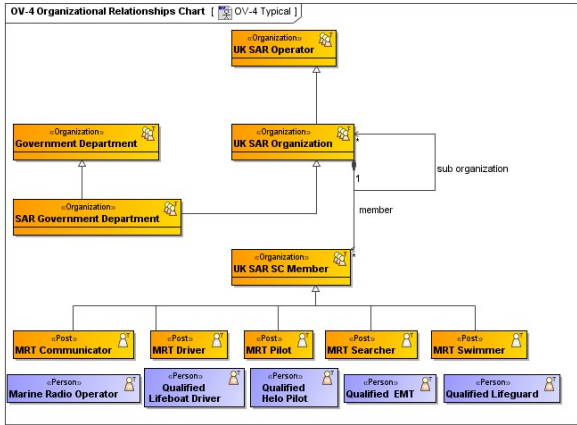 OV-4 Organizational Relationships Chart [ OV-4 Typical ]
«Organization»
UK SAR Operator
«Organization»
Government Department
«Organization»
UK SAR Organization
*
1
sub organization
«Organization»
SAR Government Department
member
*
«Organization»
UK SAR SC Member
«Post»
MRT Communicator
«Post»
MRT Driver
«Post»
MRT Pilot
«Post»
MRT Searcher
«Post»
MRT Swimmer
«Person»
Marine Radio Operator
«Person»
Qualified
Lifeboat Driver
«Person»
Qualified
Helo Pilot
«Person»
Qualified EMT
«Person»
Qualified Lifeguard